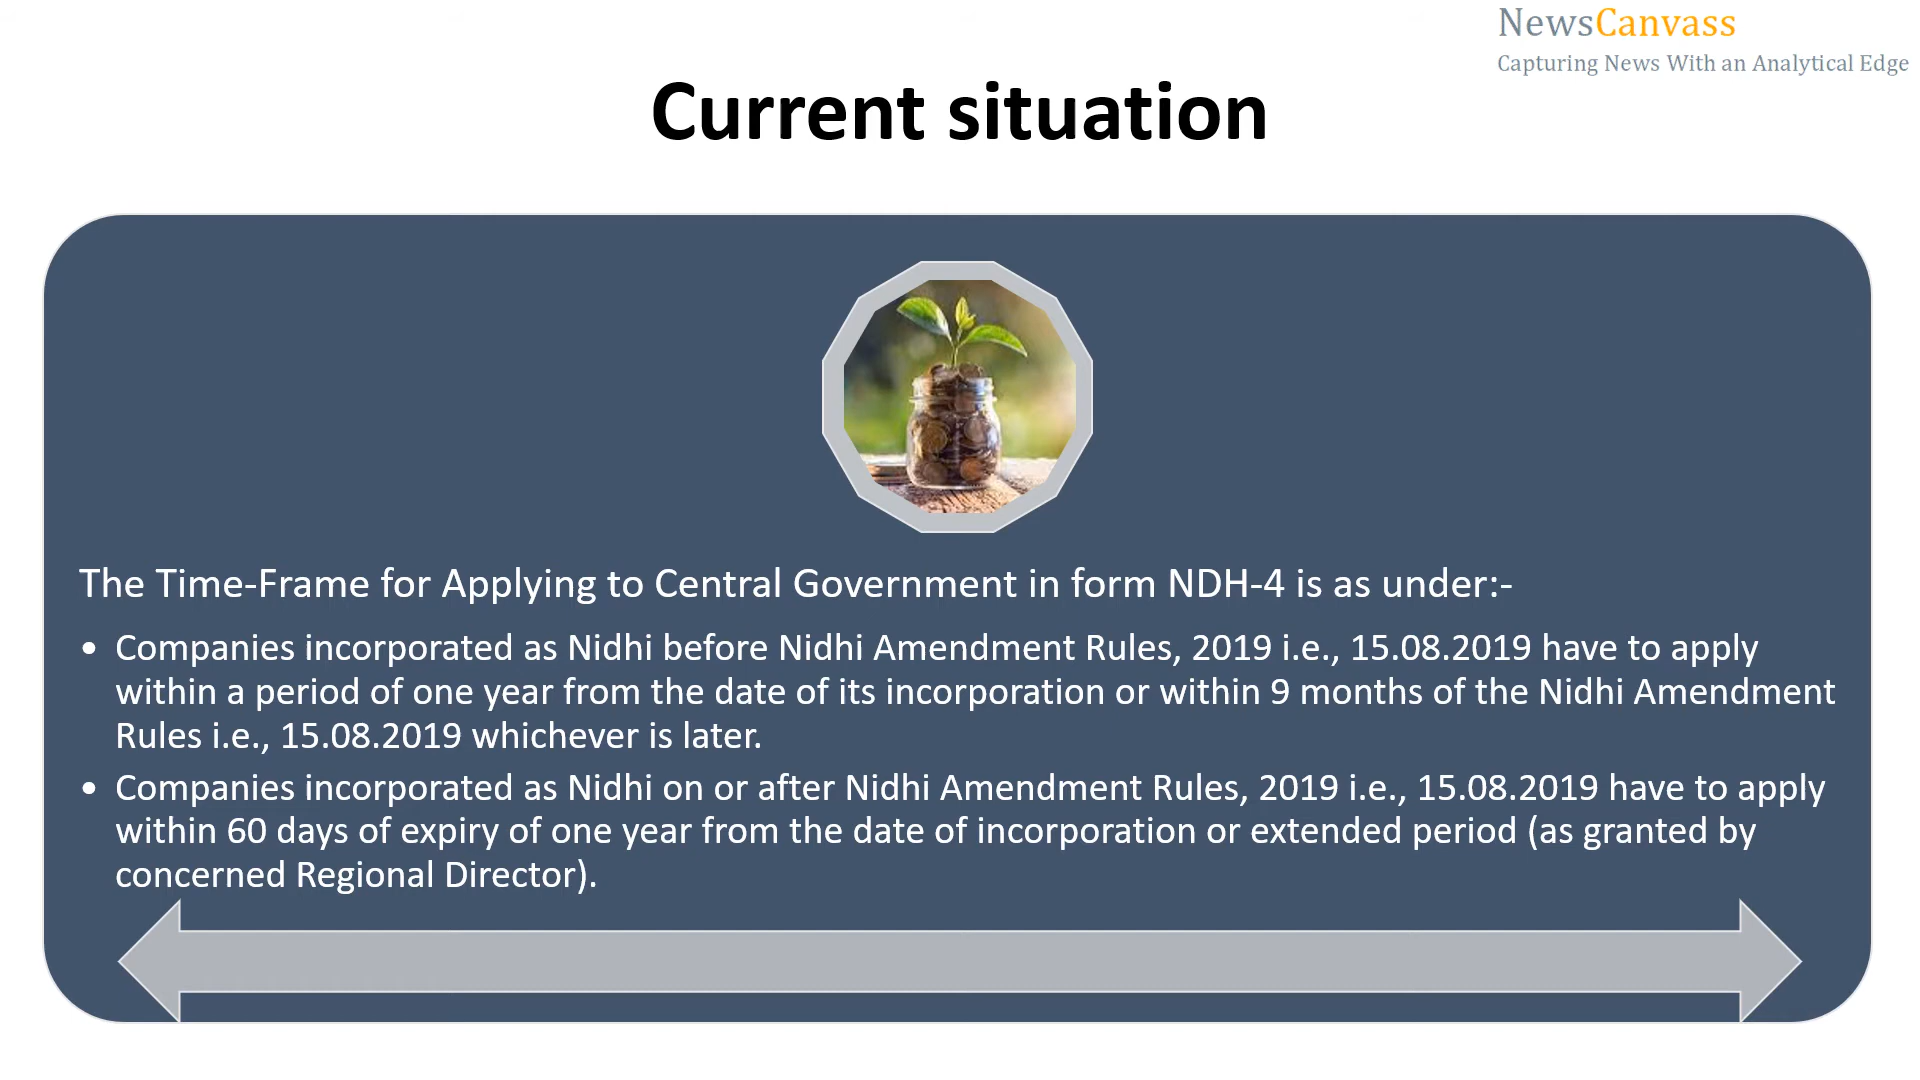 NewsCanvass
Capturing News With an Analytical Edge
Current situation
The Time-Frame for Applying to Central Government in form NDH-4 is as under:-
• Companies incorporated as Nidhi before Nidhi Amendment Rules, 2019 i.e., 15.08.2019 have to apply
within a period of one year from the date of its incorporation or within 9 months of the Nidhi Amendment
Rules i.e., 15.08.2019 whichever is later.
• Companies incorporated as Nidhi on or after Nidhi Amendment Rules, 2019 i.e., 15.08.2019 have to apply
within 60 days of expiry of one year from the date of incorporation or extended period (as granted by
concerned Regional Director).